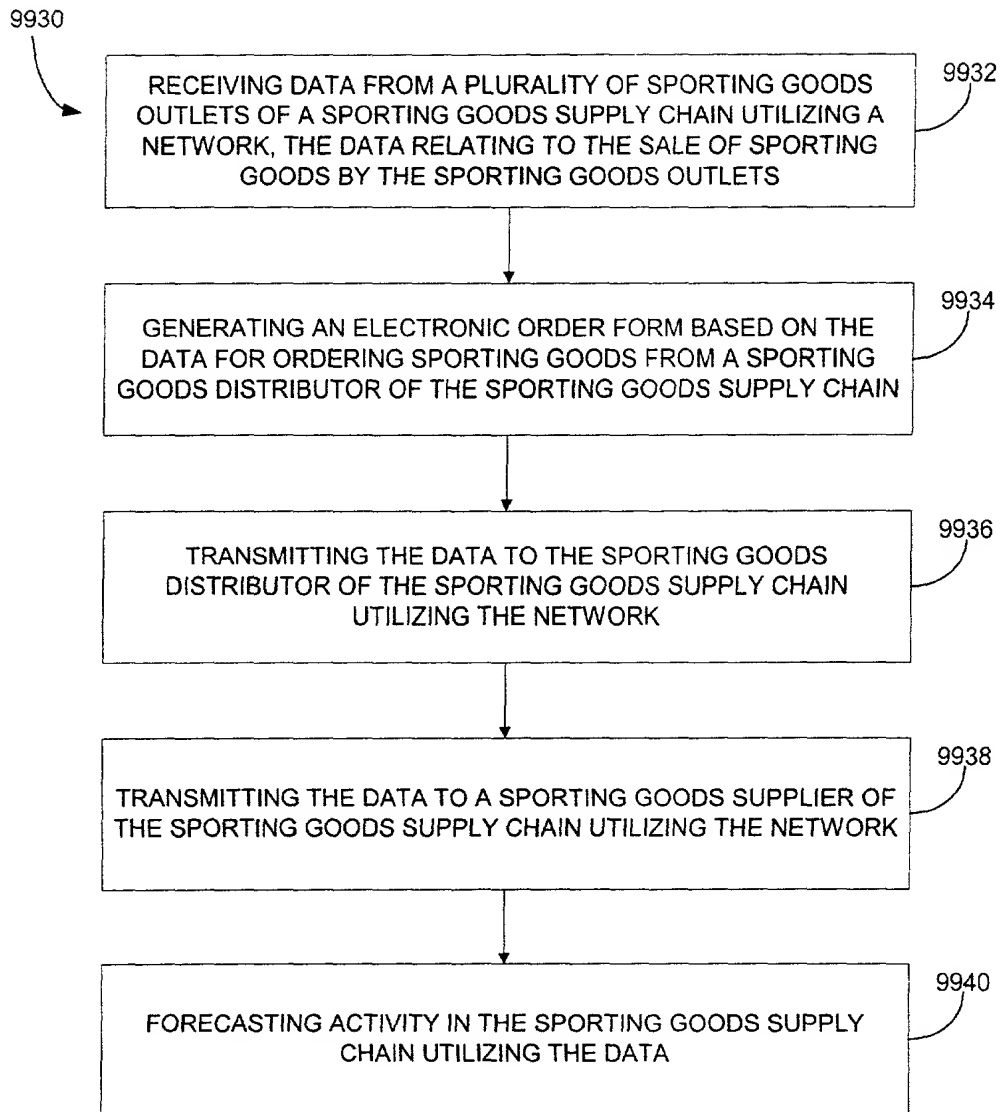 9930
9932
RECEIVING DATA FROM A PLURALITY OF SPORTING GOODS
OUTLETS OF A SPORTING GOODS SUPPLY CHAIN UTILIZING A
NETWORK, THE DATA RELATING TO THE SALE OF SPORTING
GOODS BY THE SPORTING GOODS OUTLETS
9934
GENERATING AN ELECTRONIC ORDER FORM BASED ON THE
DATA FOR ORDERING SPORTING GOODS FROM A SPORTING
GOODS DISTRIBUTOR OF THE SPORTING GOODS SUPPLY CHAIN
9936
TRANSMITTING THE DATA TO THE SPORTING GOODS
DISTRIBUTOR OF THE SPORTING GOODS SUPPLY CHAIN
UTILIZING THE NETWORK
9938
TRANSMITTING THE DATA TO A SPORTING GOODS SUPPLIER OF
THE SPORTING GOODS SUPPLY CHAIN UTILIZING THE NETWORK
9940
FORECASTING ACTIVITY IN THE SPORTING GOODS SUPPLY
CHAIN UTILIZING THE DATA